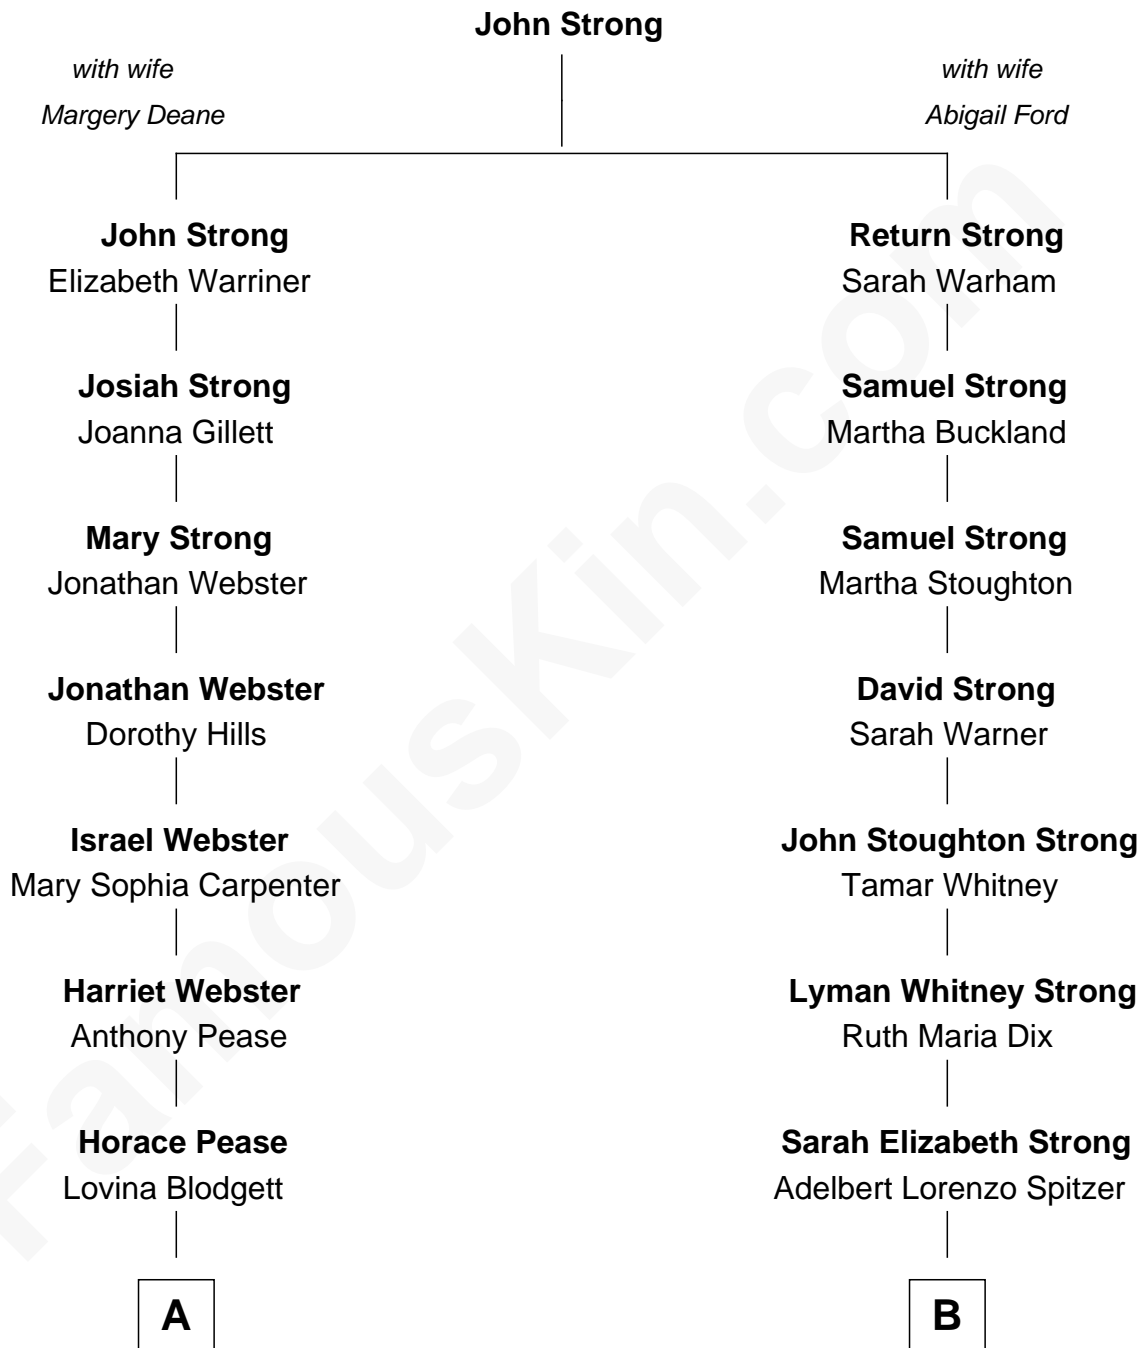 John Strong
with wife
Margery Deane
with wife
Abigail Ford
John Strong
Elizabeth Warriner
Return Strong
Sarah Warham
Josiah Strong
Joanna Gillett
Samuel Strong
Martha Buckland
Mary Strong
Jonathan Webster
Samuel Strong
Martha Stoughton
Jonathan Webster
Dorothy Hills
David Strong
Sarah Warner
Israel Webster
Mary Sophia Carpenter
John Stoughton Strong
Tamar Whitney
Harriet Webster
Anthony Pease
Lyman Whitney Strong
Ruth Maria Dix
Horace Pease
Lovina Blodgett
Sarah Elizabeth Strong
Adelbert Lorenzo Spitzer
A
B
FamousKin.com